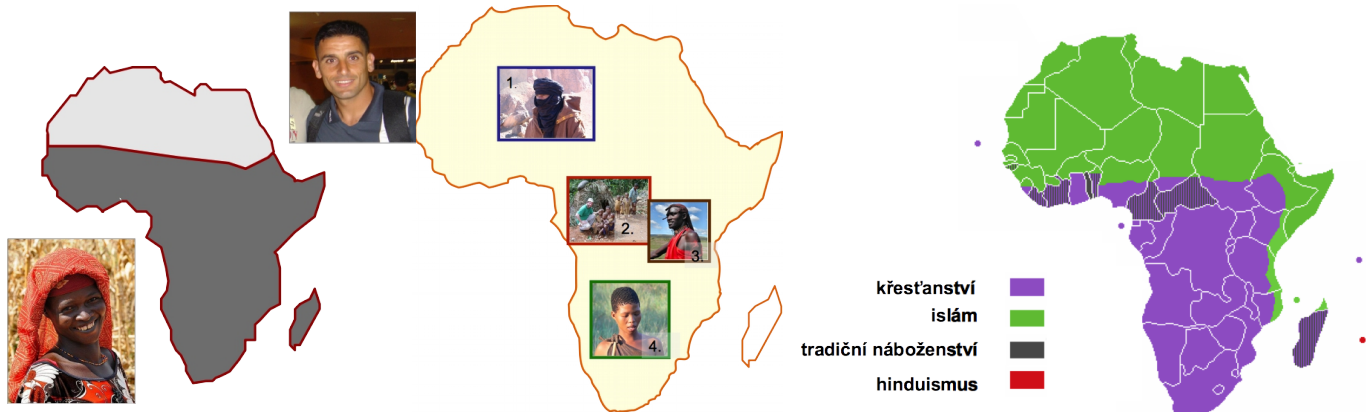 1.
2.
3.
4.
křesťanství
islám
tradiční náboženství
hinduismus